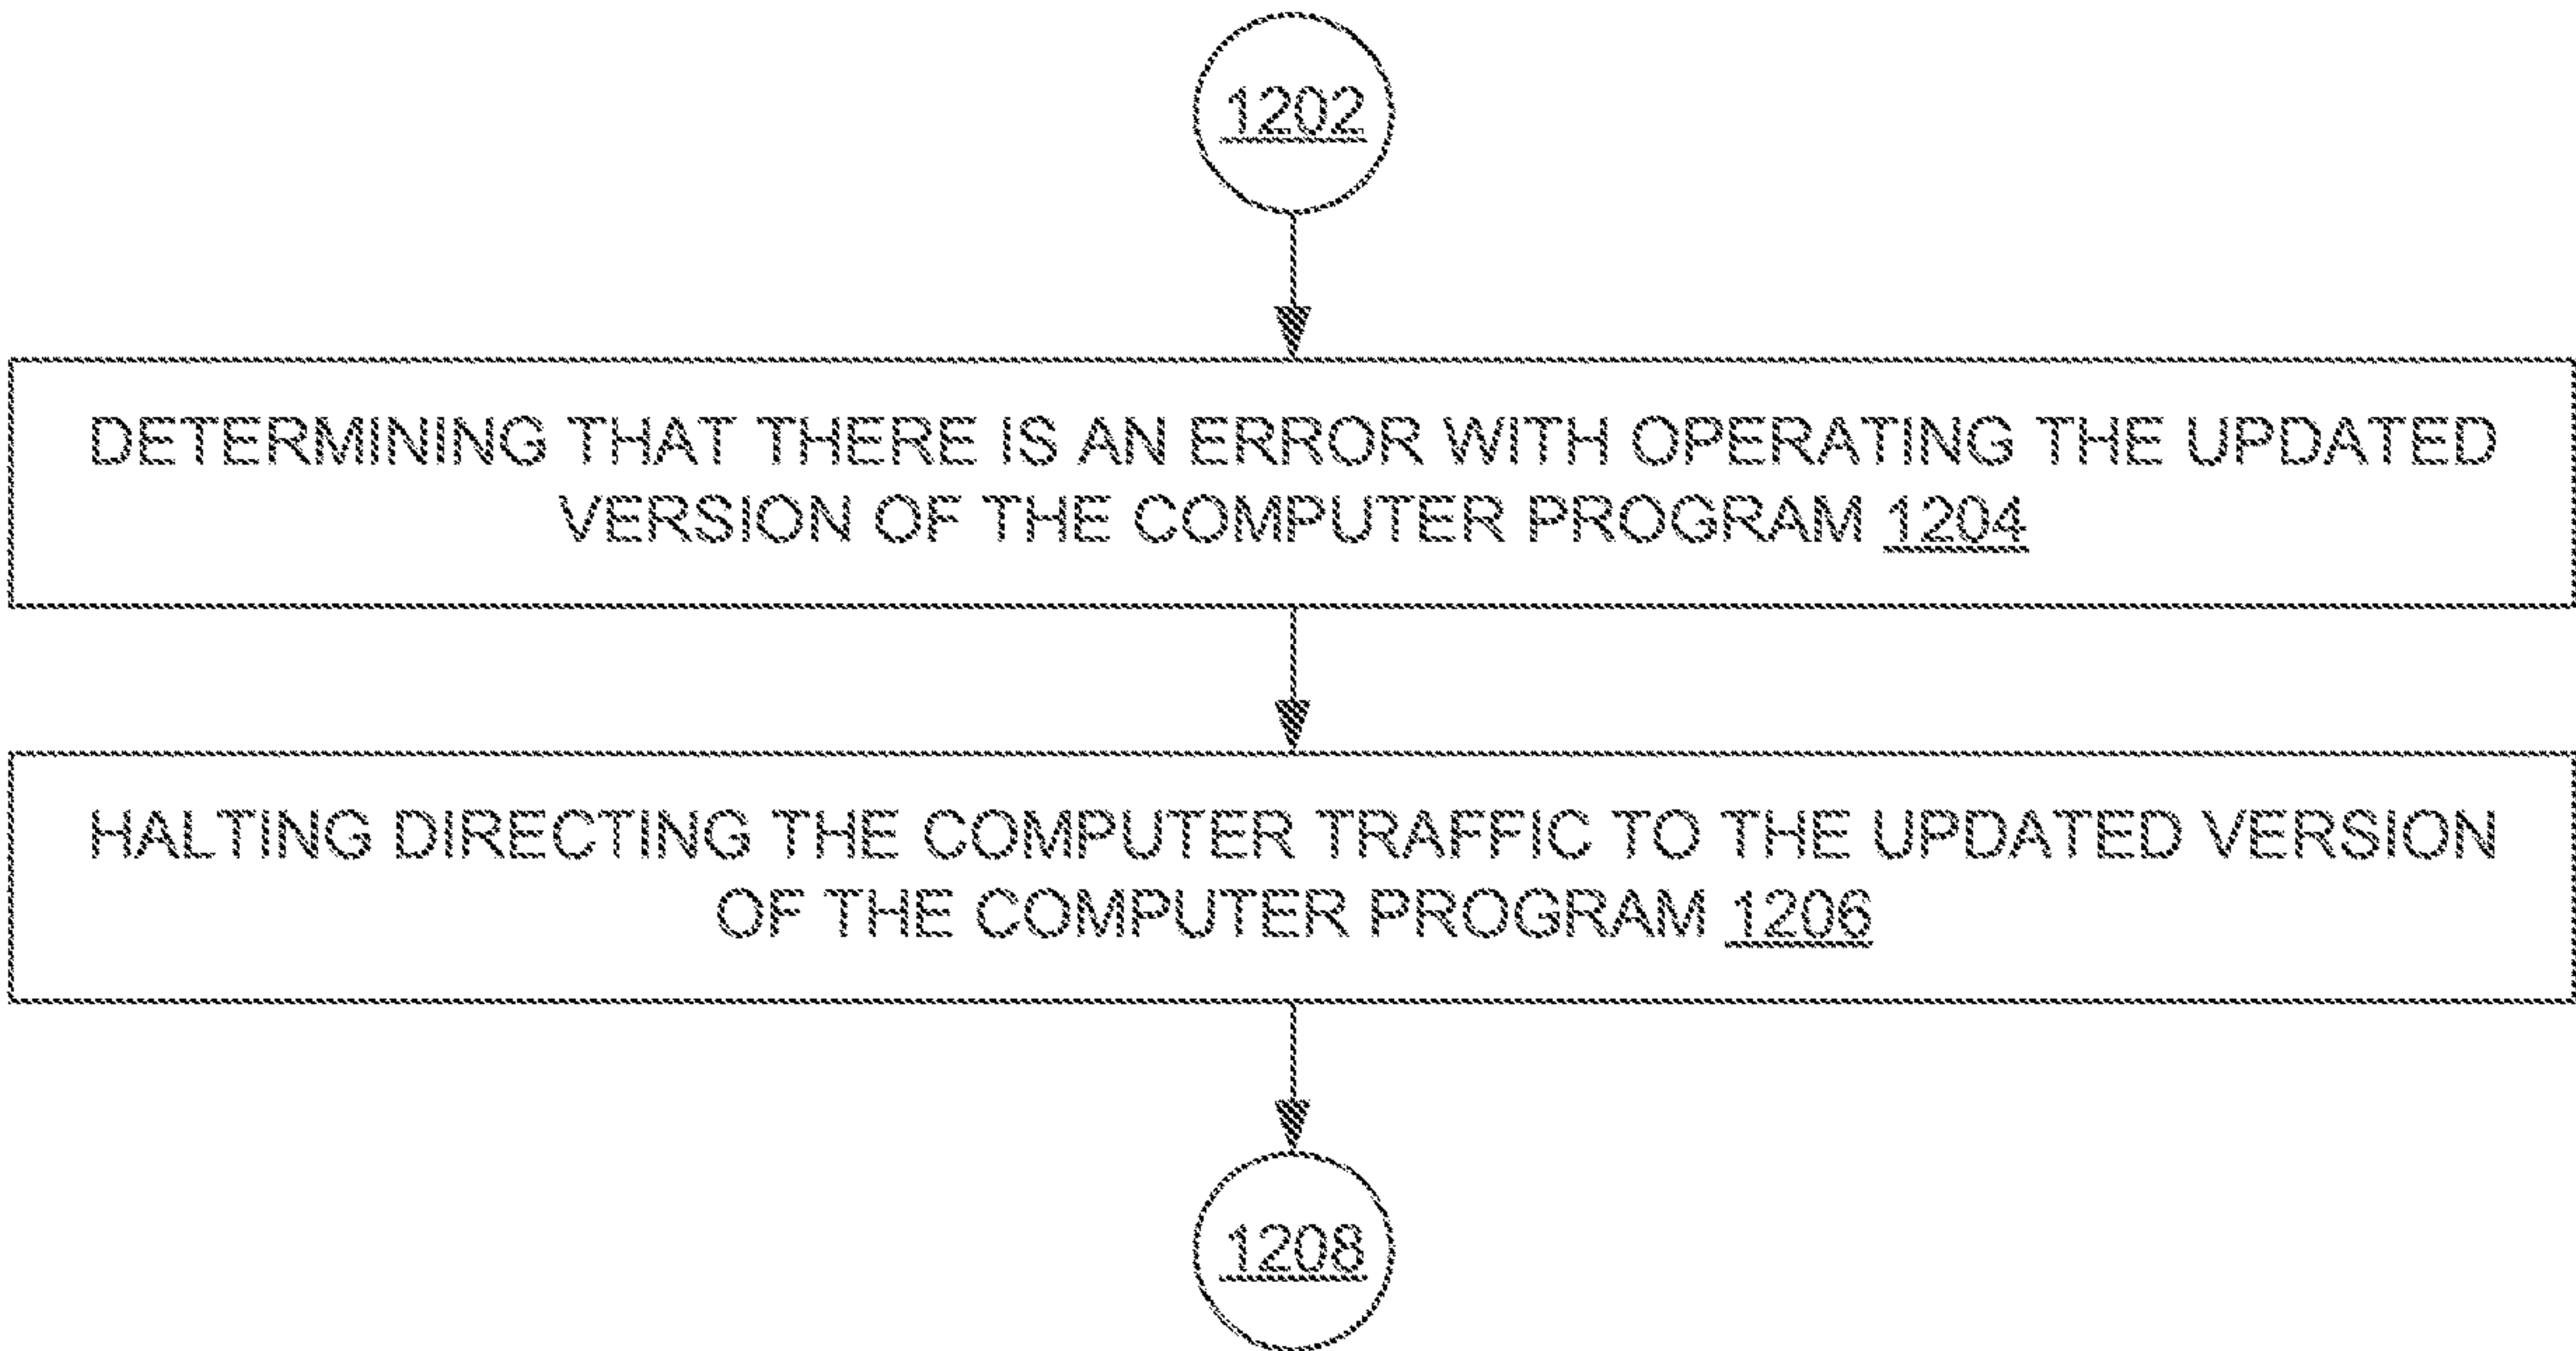 1202
DETERMINING THAT THERE IS AN ERROR WITH OPERATING THE UPDATED
VERSION OF THE COMPUTER PROGRAM 1204
HALTING DIRECTING THE COMPUTER TRAFFIC TO THE UPDATED VERSION
OF THE COMPUTER PROGRAM 1206
1208